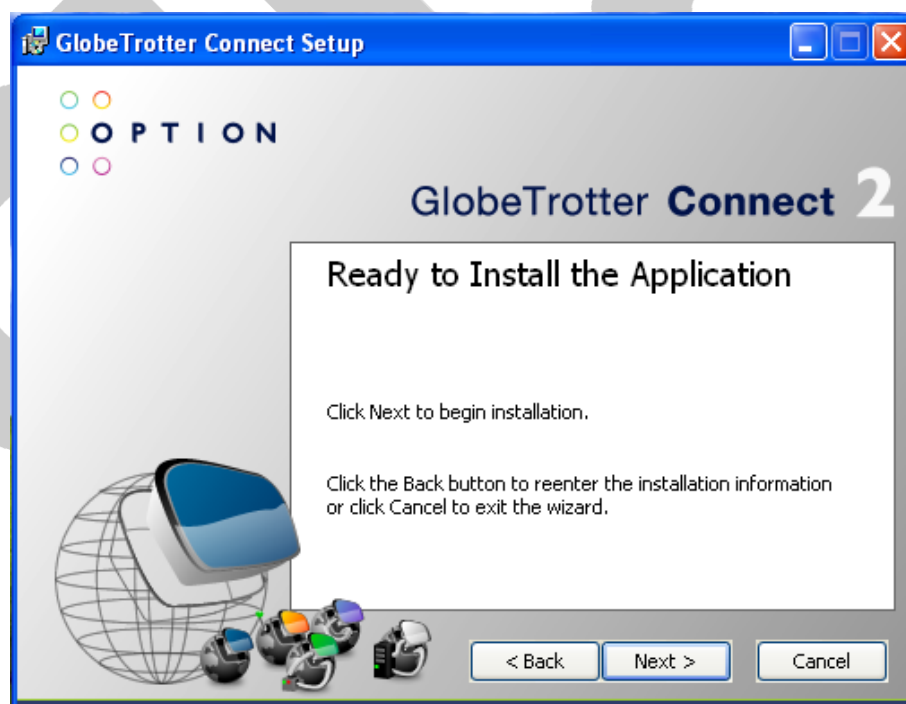 GlobeTrotter Connect Setup
OPTION
GlobeTrotter Connect 2
Ready to Install the Application
Click Next to begin installation.
Click the Back button to reenter the installation information
or click Cancel to exit the wizard.
< Back
Next >
Cancel